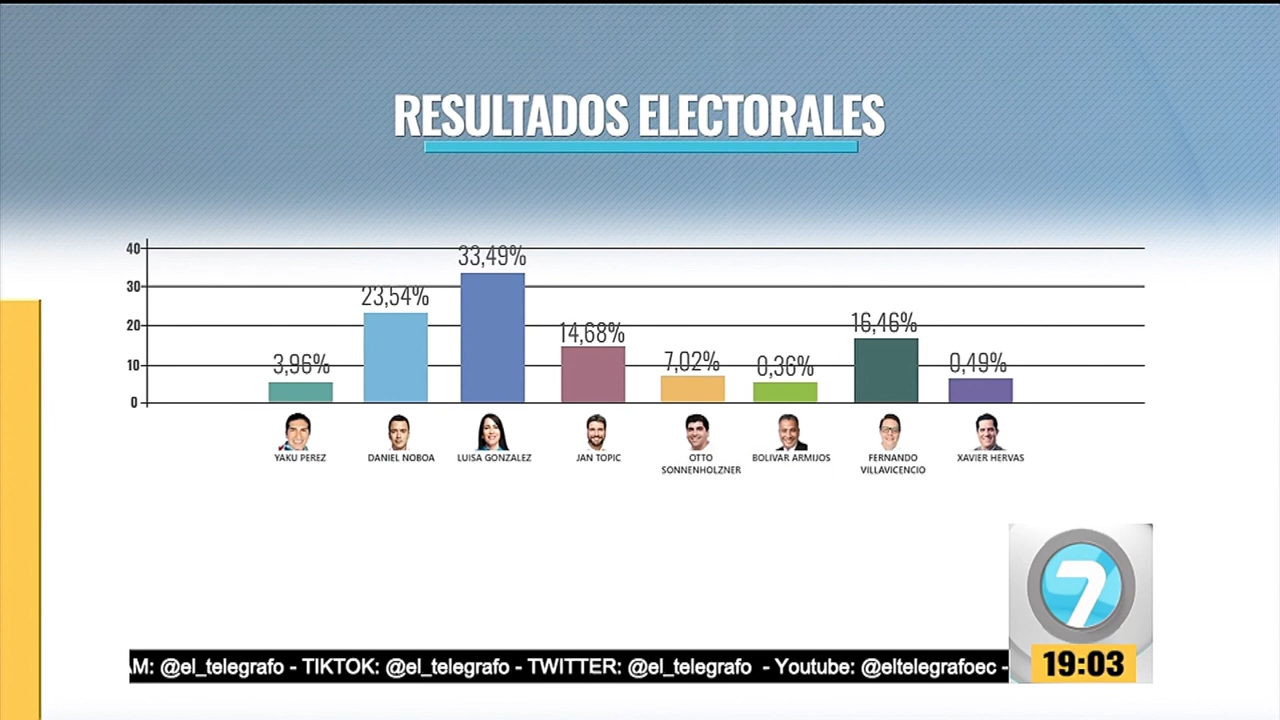 RESULTADOS ELECTORALES
40
30
20
10
0
3,96%
23,54%
33,49%
14,68%
7,02%
0,36%
16,46%
0,49%
YAKU PEREZ
DANIEL NOBOA
LUISA GONZALEZ
JAN TOPIC
OTTO
SONNENHOLZNER
BOLIVAR ARMIJOS
FERNANDO
VILLAVICENCIO
XAVIER HERVAS
7
AM: @el_telegrafo - TIKTOK: @el_telegrafo - TWITTER: @el_telegrafo - Youtube: @eltelegrafoec -
19:03